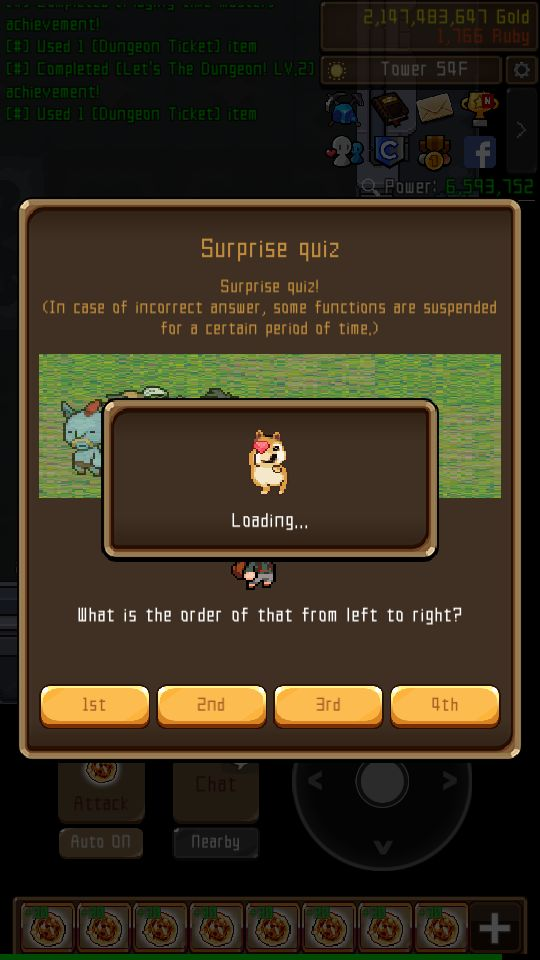 achievement!
[#] Used 1 [Dungeon Ticket] item
[#] Completed [Let's The Dungeon! LV.2]
achievement!
[#] Used 1 [Dungeon Ticket] item
2,147,483,647 Gold
1,766 Ruby
Tower 54F
N
C
1
f
Power: 6,593,752
Surprise quiz
Surprise quiz!
(In case of incorrect answer, some functions are suspended
for a certain period of time.)
Loading...
What is the order of that from left to right?
1st 2nd 3rd 4th
Attack
Chat
Auto ON
Nearby